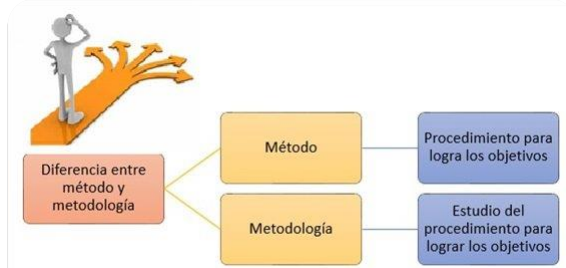 Diferencia entre
método y
metodología
Método
Procedimiento para
logra los objetivos
Metodología
Estudio del
procedimiento para
lograr los objetivos